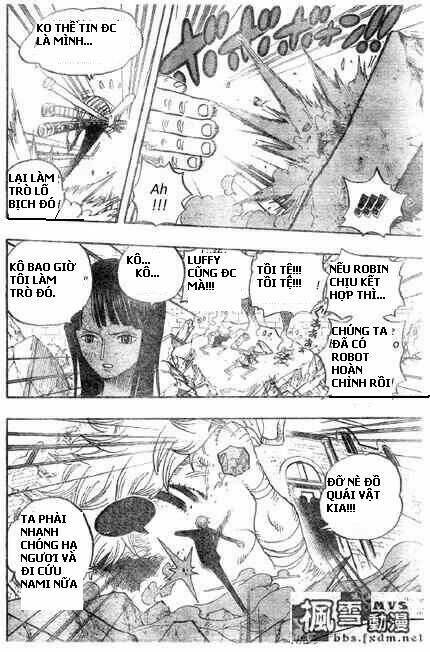 KO THỂ TIN ĐC
LÀ MÌNH...
LẠI LÀM
TRÒ LỐ
BỊCH ĐÓ
Ah
!!!
!!!
NẾU ROBIN
CHỊU KẾT
HỢP THÌ...
CHÚNG TA
ĐÃ CÓ
ROBOT
HOÀN
CHỈNH RỒI
TỒI TỆ!!!
TỒI TỆ!!!
LUFFY
CŨNG ĐC
MÀ!!!
KÔ...
KÔ...
KÔ BAO GIỜ
TÔI LÀM
TRÒ ĐÓ.
ĐỠ NÈ ĐỒ
QUÁI VẬT
KIA!!!
TA PHẢI
NHANH
CHÓNG HẠ
NGƯƠI VÀ
ĐI CỨU
NAMI NỮA
楓雪動漫
MVS
bbs.fxdm.net